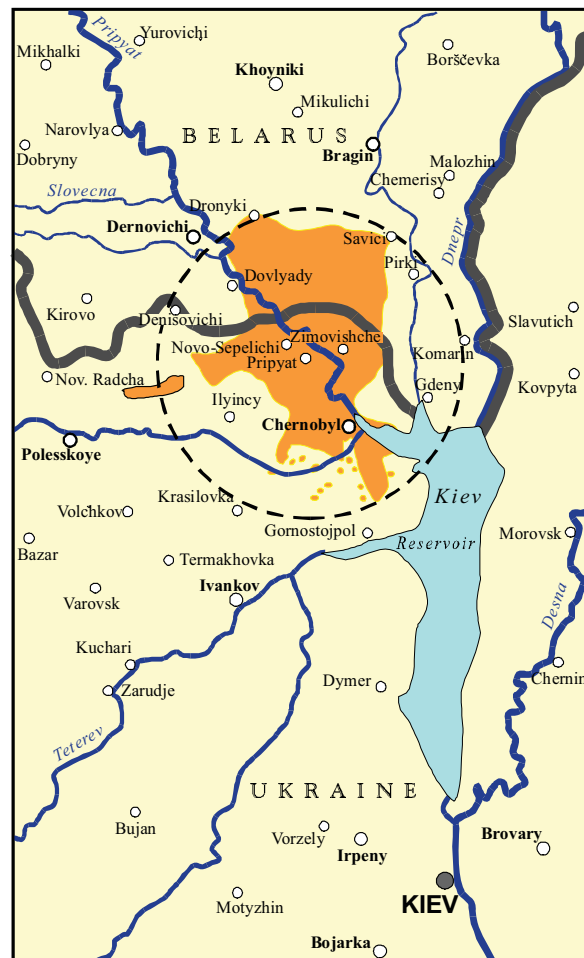 Pripyat
Yurovichi
Mikhalki
Borščevka
Khoyniki
Mikulichi
Narovlya
BELARUS
Dobryny
Bragin
Malozhin
Chemerisy
Slovecna
Dronyki
Dernovichi
Savici
Dnepr
Pirki
Dovlyady
Kirovo
Denisovichi
Slavutich
Novo-Sepelichi
Zimovishche
Komarin
Pripyat
Nov. Radcha
Gdeny
Kovpyta
Ilyincy
Chernobyl
Polesskoye
Krasilovka
Kiev
Volchkov
Gornostojpol
Reservoir
Morovsk
Bazar
Termakhovka
Varovsk
Ivankov
Desna
Kuchari
Chernin
Zarudje
Dymer
Teterev
UKRAINE
Bujan
Vorzely
Irpeny
Brovary
Motyzhin
KIEV
Bojarka